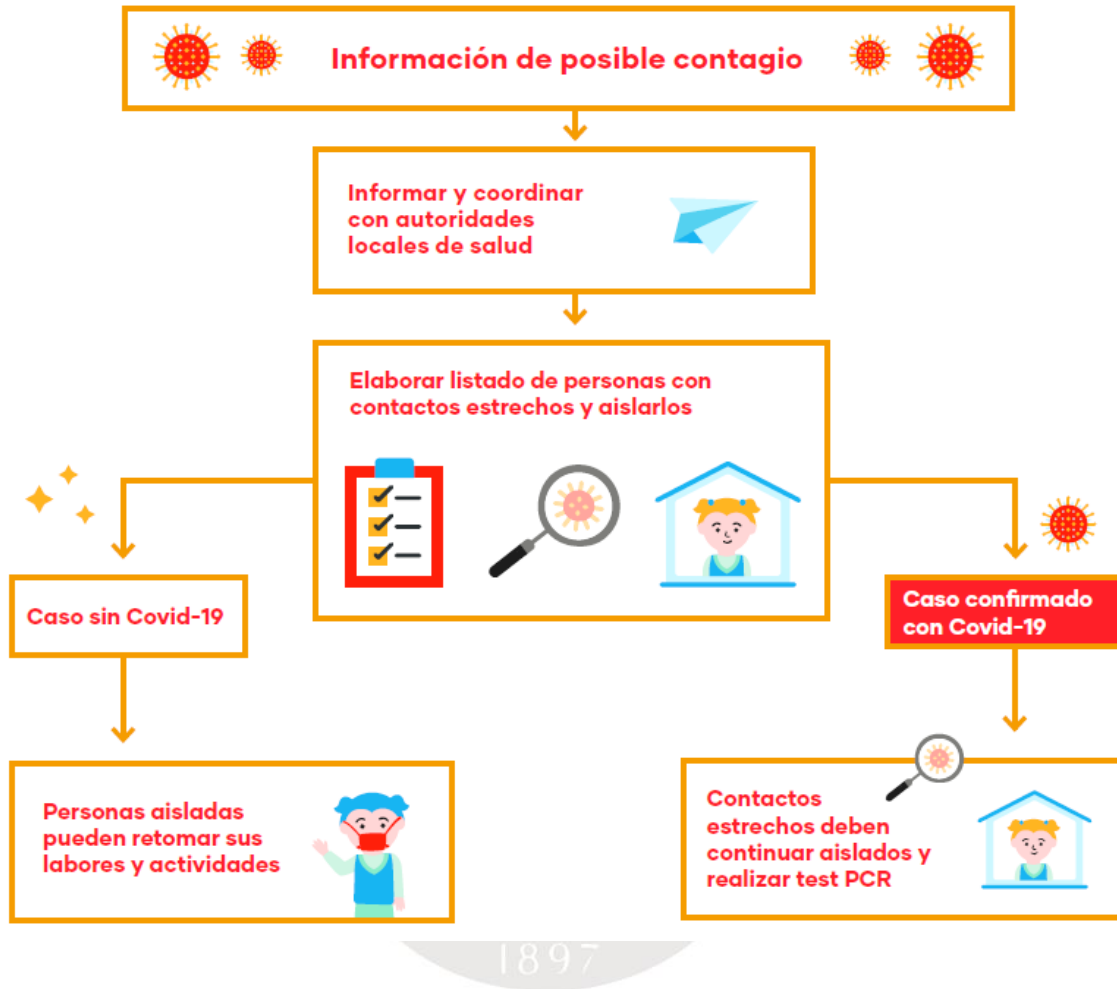 Información de posible contagio
Informar y coordinar
con autoridades
locales de salud
Elaborar listado de personas con
contactos estrechos y aislarlos
Caso sin Covid-19
Caso confirmado
con Covid-19
Personas aisladas
pueden retomar sus
labores y actividades
Contactos
estrechos deben
continuar aislados y
realizar test PCR
1897